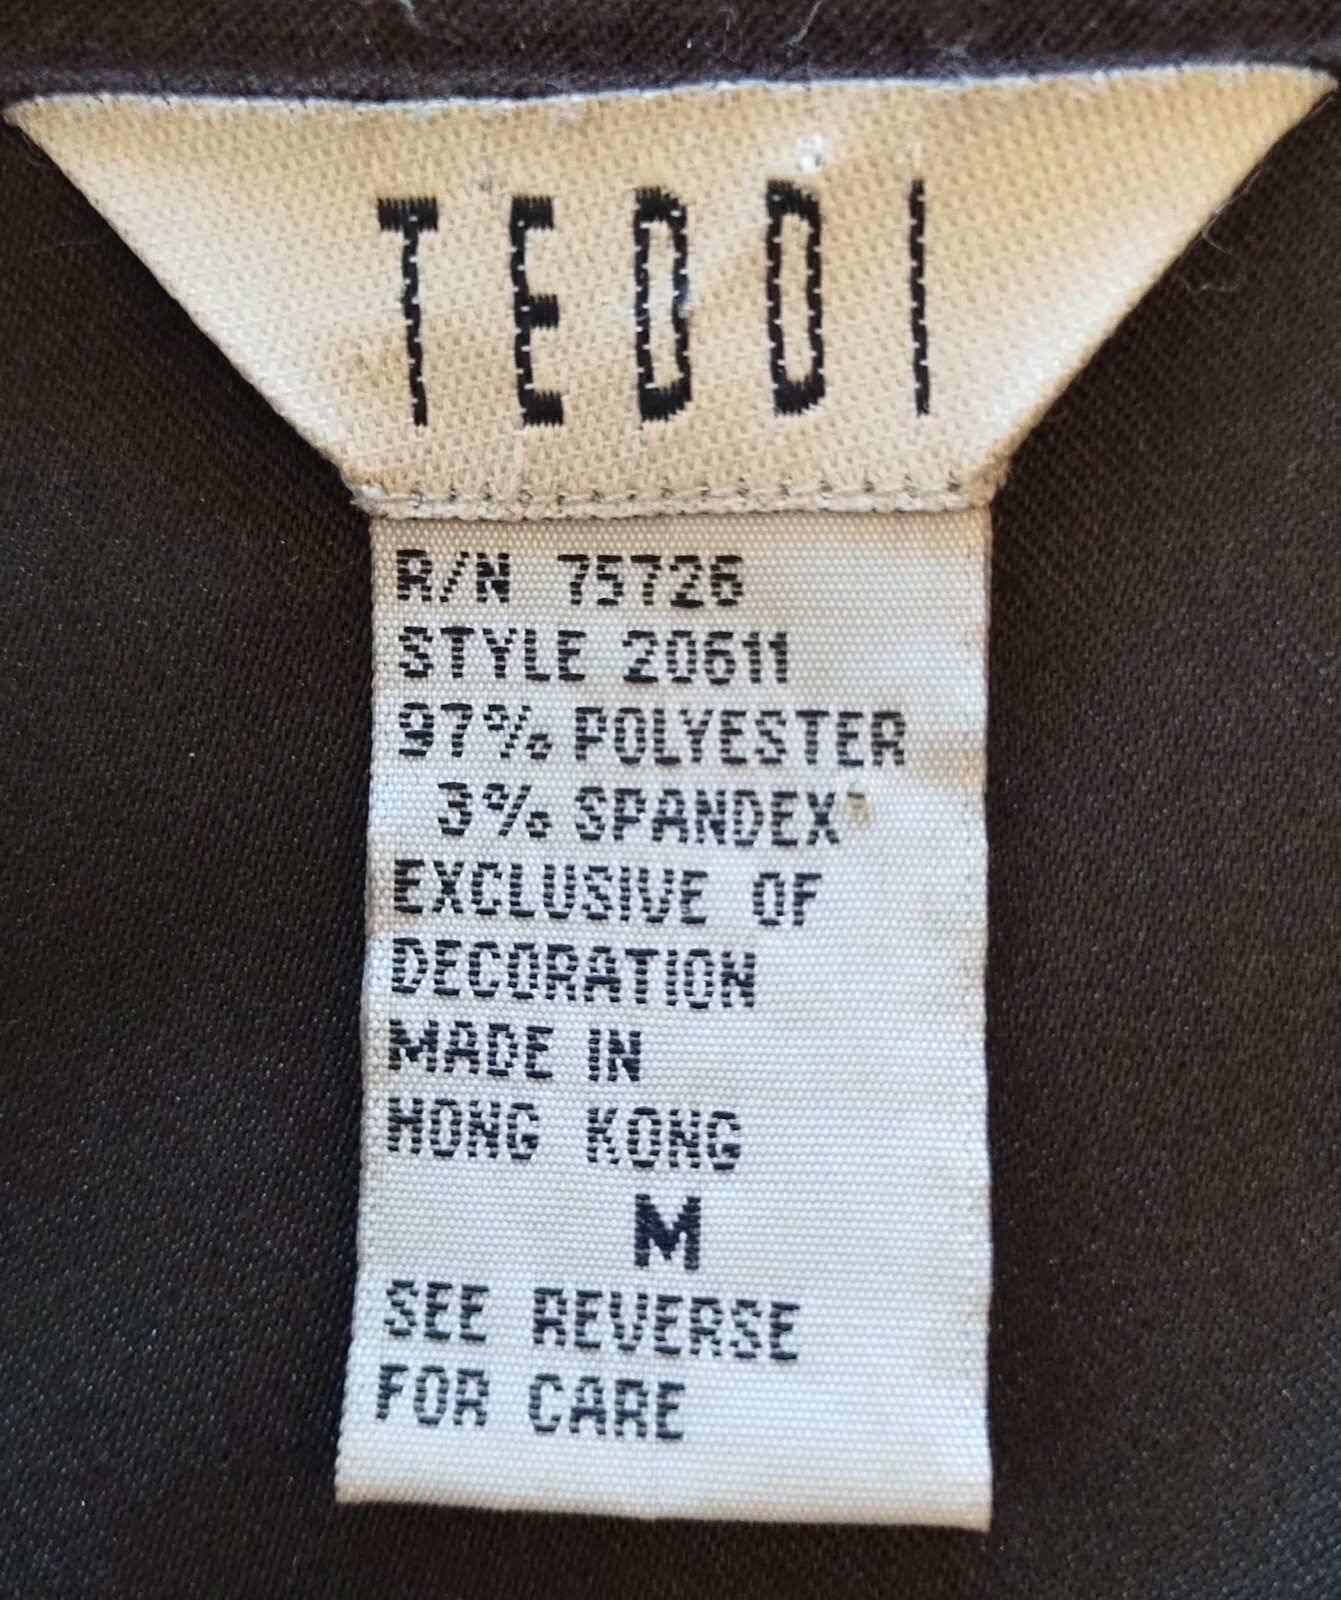 TEDDI
R/N 75726
STYLE 20611
97% POLYESTER
3% SPANDEX
EXCLUSIVE OF
DECORATION
MADE IN
HONG KONG
M
SEE REVERSE
FOR CARE